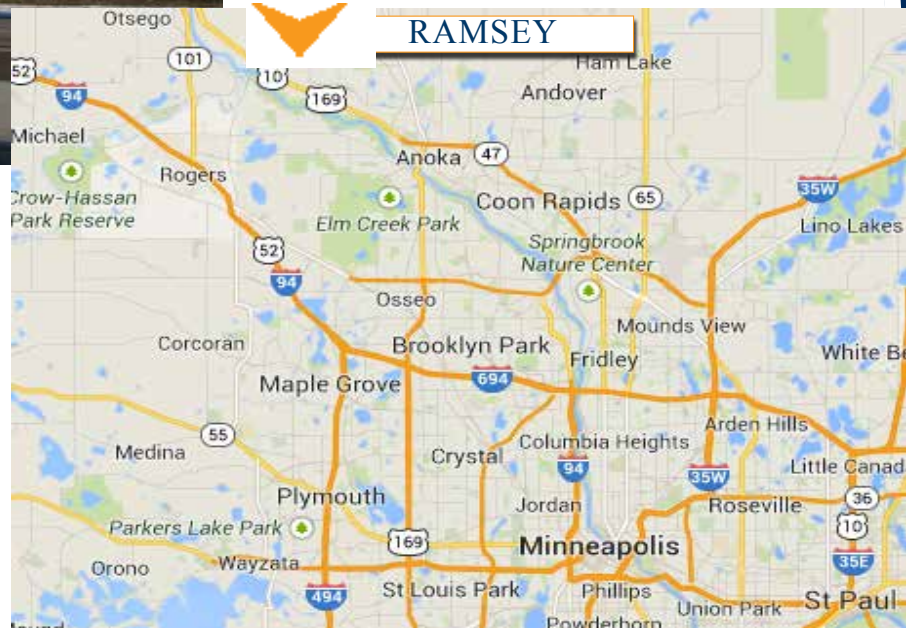 RAMSEY
Otsego
101
10
169
Ham Lake
Andover
52
94
Michael
Anoka
47
Rogers
Crow-Hassan
Park Reserve
Elm Creek Park
Coon Rapids
65
35W
Lino Lakes
Springbrook
Nature Center
52
94
Osseo
Mounds View
Corcoran
Brooklyn Park
Fridley
White Be
Maple Grove
694
55
Arden Hills
Medina
Crystal
Columbia Heights
94
35W
Little Canad
Plymouth
Jordan
Roseville
36
Parkers Lake Park
169
Minneapolis
10
Orono
Wayzata
35E
494
St Louis Park
Phillips
Union Park
St Paul
Powderhorn